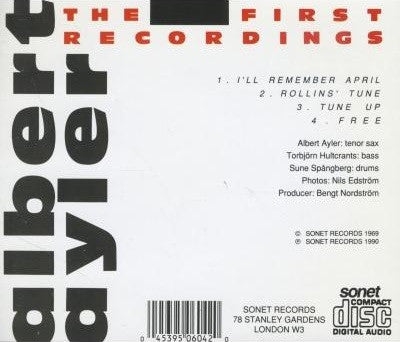 albert
ayler
THE FIRST
RECORDINGS
1. I'LL REMEMBER APRIL
2. ROLLINS' TUNE
3. TUNE UP
4. FREE
Albert Ayler: tenor sax
Torbjörn Hultcrants: bass
Sune Spångberg: drums
Photos: Nils Edström
Producer: Bengt Nordström
© SONET RECORDS 1969
℗ SONET RECORDS 1990
0 45395 06042 0
SONET RECORDS
78 STANLEY GARDENS
LONDON W3
sonet
COMPACT
disc
DIGITAL AUDIO